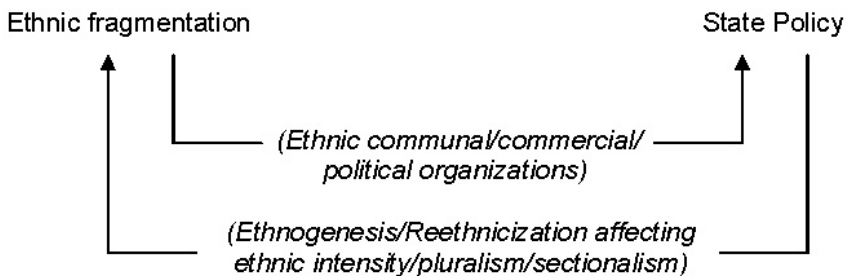 Ethnic fragmentation State Policy
(Ethnic communal/commercial/
political organizations)
(Ethnogenesis/Reethnicization affecting
ethnic intensity/pluralism/sectionalism)